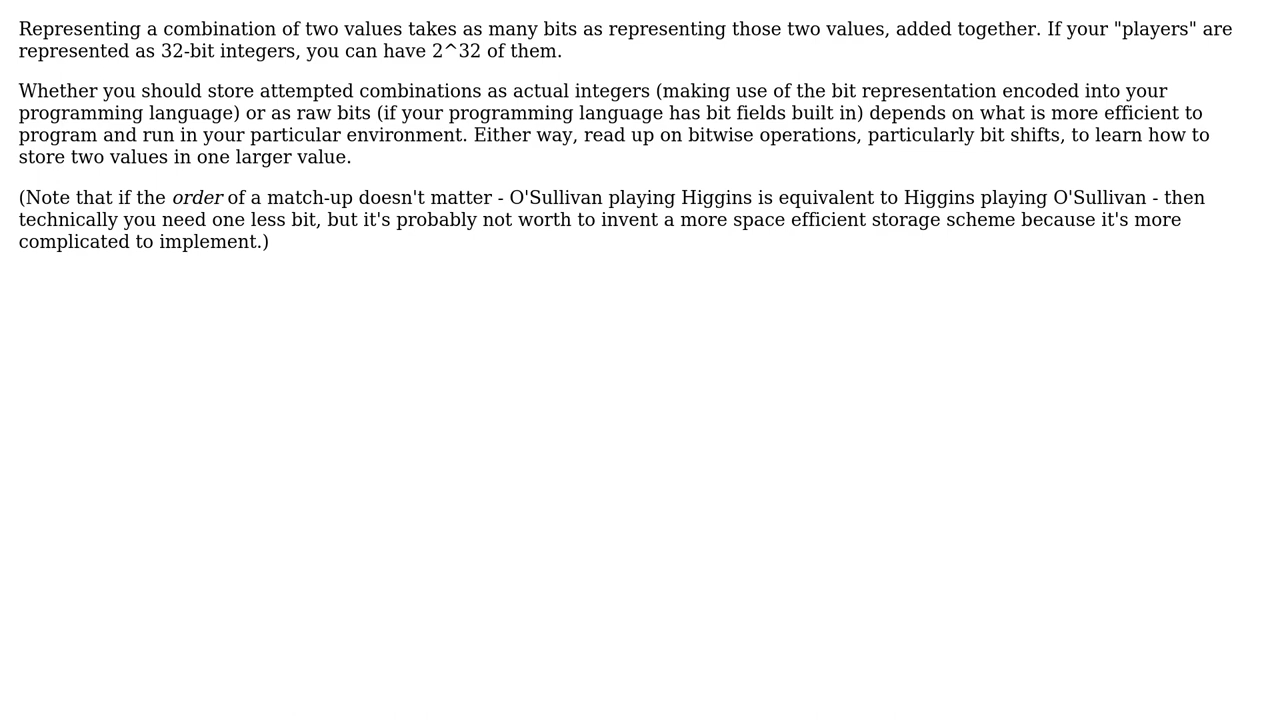 Representing a combination of two values takes as many bits as representing those two values, added together. If your "players" are
represented as 32-bit integers, you can have 2^32 of them.
Whether you should store attempted combinations as actual integers (making use of the bit representation encoded into your
programming language) or as raw bits (if your programming language has bit fields built in) depends on what is more efficient to
program and run in your particular environment. Either way, read up on bitwise operations, particularly bit shifts, to learn how to
store two values in one larger value.
(Note that if the order of a match-up doesn't matter - O'Sullivan playing Higgins is equivalent to Higgins playing O'Sullivan - then
technically you need one less bit, but it's probably not worth to invent a more space efficient storage scheme because it's more
complicated to implement.)